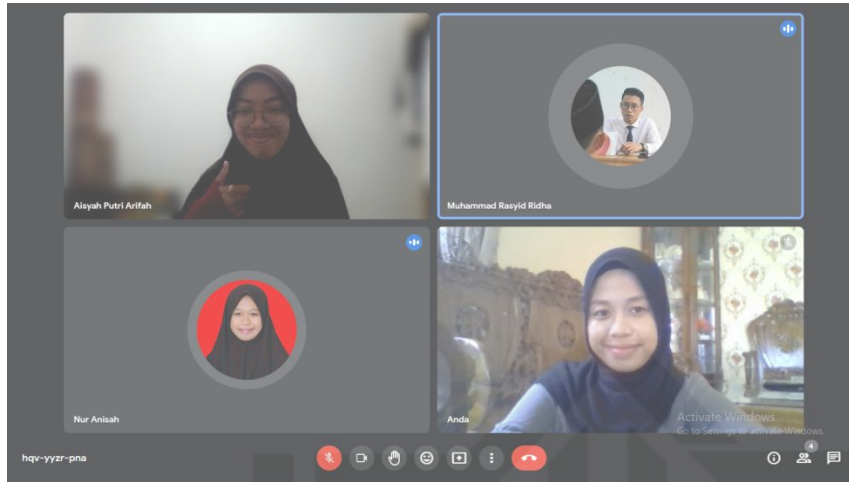 Aisyah Putri Arifah
Muhammad Rasyid Ridha
Nur Anisah
Anda
Activate Windows
Go to Settings to activate Windows.
hqv-yyzr-pna
4